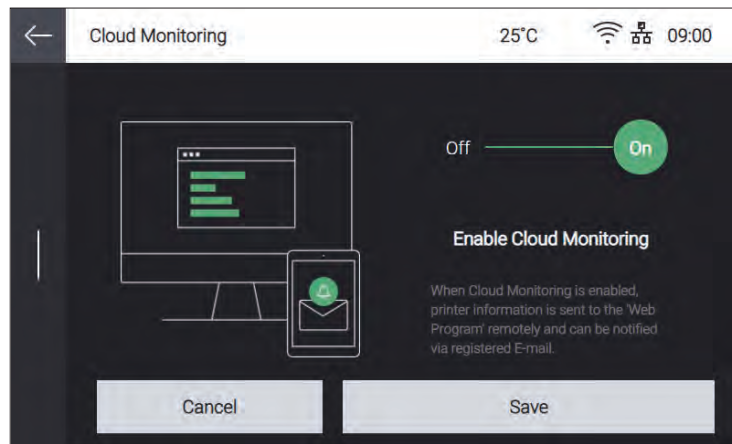 Cloud Monitoring 25°C 09:00
Off On
Enable Cloud Monitoring
When Cloud Monitoring is enabled,
printer information is sent to the 'Web
Program' remotely and can be notified
via registered E-mail.
Cancel Save